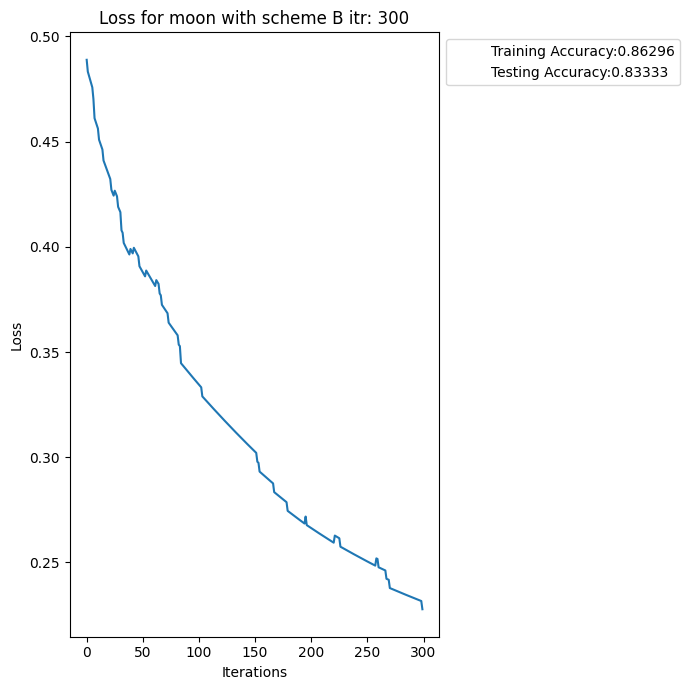 Loss for moon with scheme B itr: 300
Training Accuracy:0.86296
Testing Accuracy:0.83333
0.50
0.45
0.40
0.35
0.30
0.25
Loss
0 50 100 150 200 250 300
Iterations